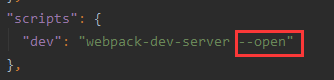 "scripts": {
"dev": "webpack-dev-server --open"
},